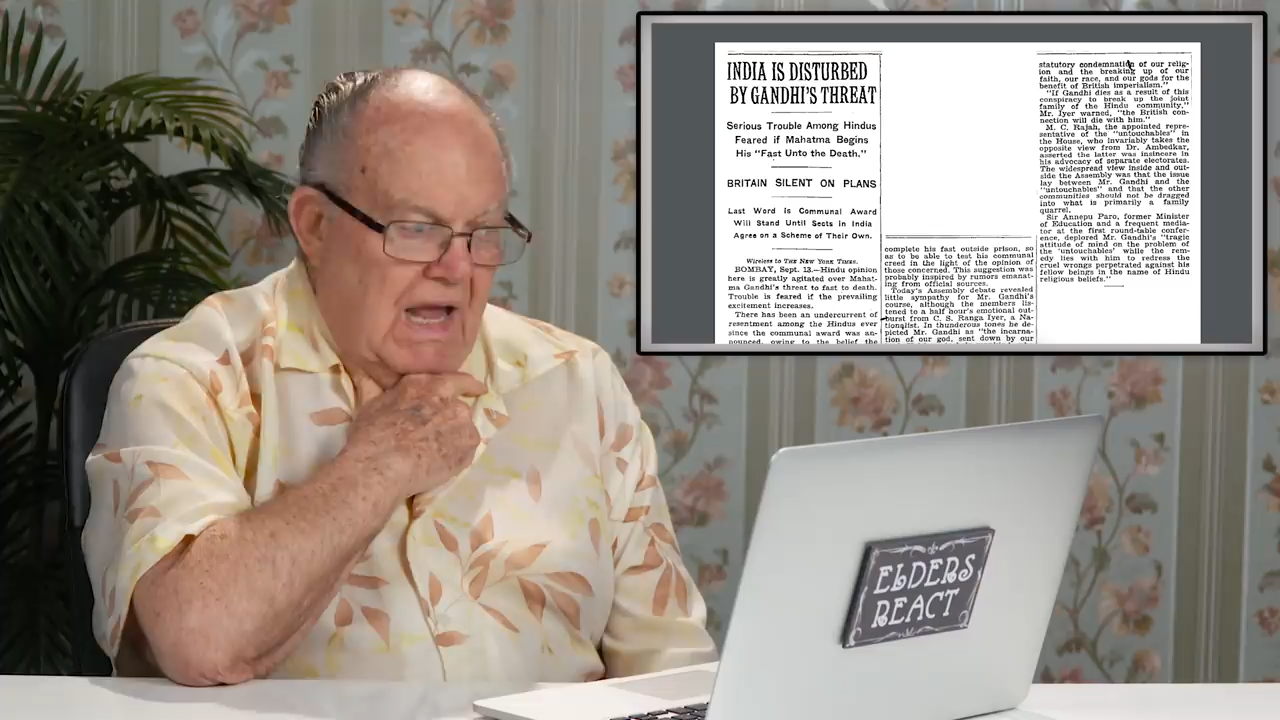 INDIA IS DISTURBED
BY GANDHI'S THREAT
Serious Trouble Among Hindus
Feared if Mahatma Begins
His "Fast Unto the Death."
BRITAIN SILENT ON PLANS
Last Word is Communal Award
Will Stand Until Sects in India
Agree on a Scheme of Their Own.
Wireless to THE NEW YORK TIMES.
BOMBAY, Sept. 13.—Hindu opinion
here is greatly agitated over Mahat-
ma Gandhi's threat to fast to death.
Trouble is feared if the prevailing
excitement increases.
There has been an undercurrent of
resentment among the Hindus ever
since the communal award was an-
nounced, owing to the belief the
complete his fast outside prison, so
as to be able to test his communal
creed in the light of the opinion of
those concerned. This suggestion was
probably inspired by rumors emanat-
ing from official sources.
Today's Assembly debate revealed
little sympathy for Mr. Gandhi's
course, although the members lis-
tened to a half hour's emotional out-
burst from C. S. Ranga Iyer, a Na-
tionalist. In thunderous tones he de-
picted Mr. Gandhi as "the incarna-
tion of our god, sent down by our
statutory condemnation of our relig-
ion and the breaking up of our
faith, our race, and our gods for the
benefit of British imperialism."
"If Gandhi dies as a result of this
conspiracy to break up the joint
family of the Hindu community,"
Mr. Iyer warned, "the British con-
nection will die with him."
M. C. Rajah, the appointed repre-
sentative of the "untouchables" in
the House, who invariably takes the
opposite view from Dr. Ambedkar,
asserted the latter was insincere in
his advocacy of separate electorates.
The widespread view inside and out-
side the Assembly was that the issue
lay between Mr. Gandhi and the
"untouchables" and that the other
communities should not be dragged
into what is primarily a family
quarrel.
Sir Annepu Paro, former Minister
of Education and a frequent media-
tor at the first round-table confer-
ence, deplored Mr. Gandhi's "tragic
attitude of mind on the problem of
the 'untouchables' while the rem-
edy lies with him to redress the
cruel wrongs perpetrated against his
fellow beings in the name of Hindu
religious beliefs."
ELDERS
REACT